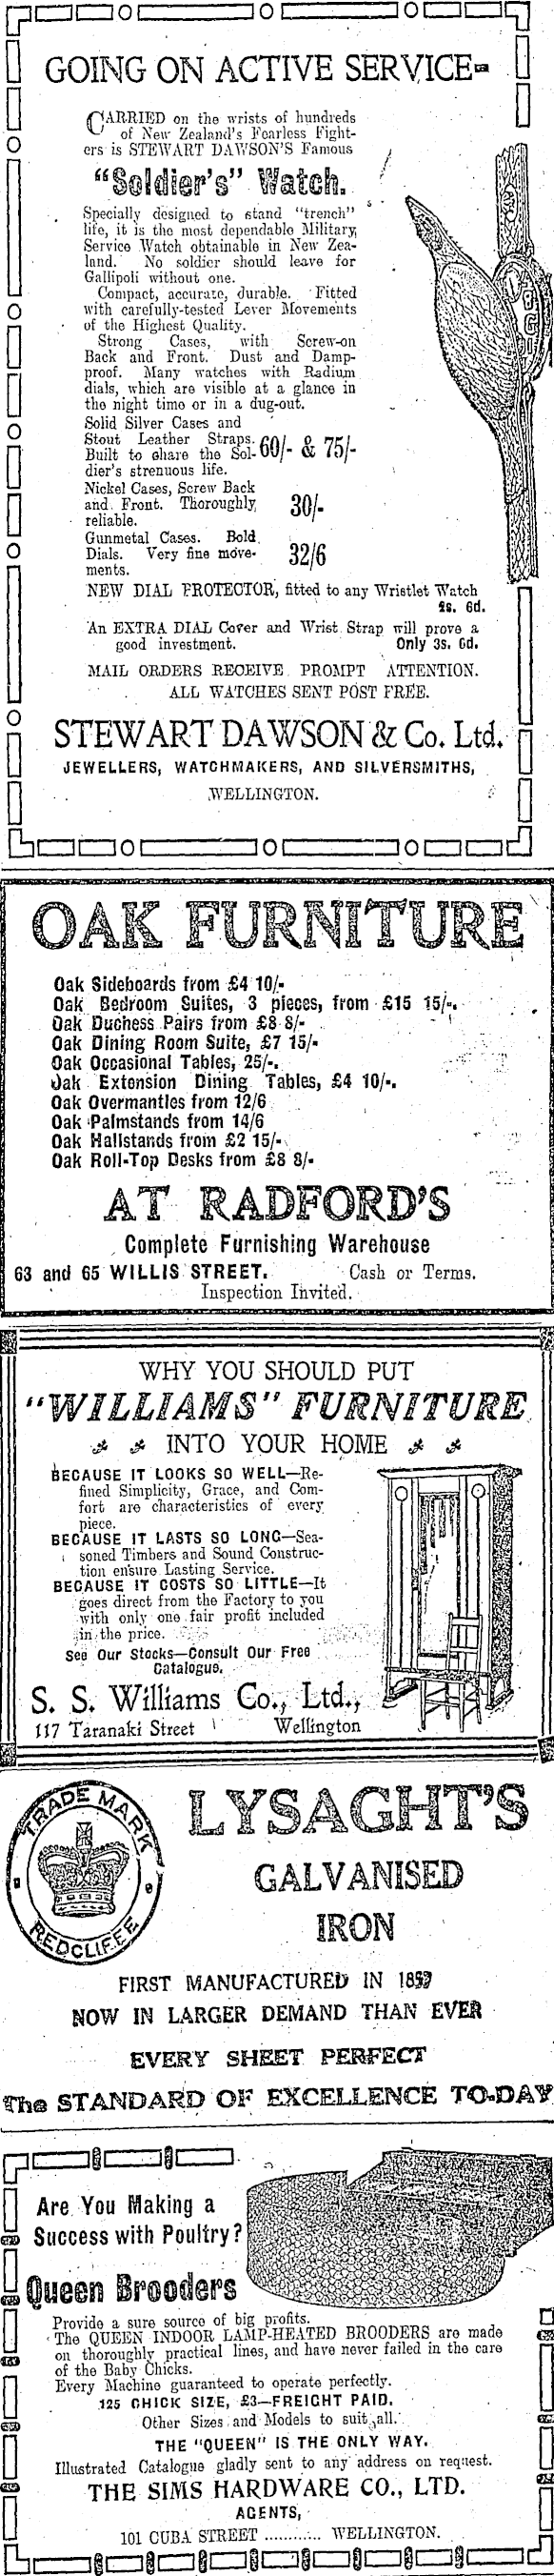 GOING ON ACTIVE SERVICE-
CARRIED on the wrists of hundreds
of New Zealand's Fearless Fight-
ers is STEWART DAWSON'S Famous
"Soldier's" Watch.
Specially designed to stand "trench"
life, it is the most dependable Military
Service Watch obtainable in New Zea-
land. No soldier should leave for
Gallipoli without one.
Compact, accurate, durable. Fitted
with carefully-tested Lever Movements
of the Highest Quality.
Strong Cases, with Screw-on
Back and Front. Dust and Damp-
proof. Many watches with Radium
dials, which are visible at a glance in
the night time or in a dug-out.
Solid Silver Cases and
Stout Leather Straps.
Built to share the Sol- 60/- & 75/-
dier's strenuous life.
Nickel Cases, Screw Back
and Front. Thoroughly 30/-
reliable.
Gunmetal Cases. Bold
Dials. Very fine move- 32/6
ments.
NEW DIAL PROTECTOR, fitted to any Wristlet Watch
2s. 6d.
An EXTRA DIAL Cover and Wrist Strap will prove a
good investment. Only 3s. 6d.
MAIL ORDERS RECEIVE PROMPT ATTENTION.
ALL WATCHES SENT POST FREE.
STEWART DAWSON & Co. Ltd.
JEWELLERS, WATCHMAKERS, AND SILVERSMITHS,
WELLINGTON.
OAK FURNITURE
Oak Sideboards from £4 10/-
Oak Bedroom Suites, 3 pieces, from £15 15/-.
Oak Duchess Pairs from £8 8/-
Oak Dining Room Suite, £7 15/-
Oak Occasional Tables, 25/-.
Oak Extension Dining Tables, £4 10/-.
Oak Overmantles from 12/6
Oak Palmstands from 14/6
Oak Hallstands from £2 15/-
Oak Roll-Top Desks from £8 8/-
AT RADFORD'S
Complete Furnishing Warehouse
63 and 65 WILLIS STREET. Cash or Terms.
Inspection Invited.
WHY YOU SHOULD PUT
"WILLIAMS" FURNITURE
INTO YOUR HOME
BECAUSE IT LOOKS SO WELL—Re-
fined Simplicity, Grace, and Com-
fort are characteristics of every
piece.
BECAUSE IT LASTS SO LONG—Sea-
soned Timbers and Sound Construc-
tion ensure Lasting Service.
BECAUSE IT COSTS SO LITTLE—It
goes direct from the Factory to you
with only one fair profit included
in the price.
See Our Stocks—Consult Our Free
Catalogue.
S. S. Williams Co., Ltd.,
117 Taranaki Street Wellington
TRADE MARK
REDCLIFFE
LYSAGHT'S
GALVANISED
IRON
FIRST MANUFACTURED IN
NOW IN LARGER DEMAND THAN EVER
EVERY SHEET PERFECT
The STANDARD OF EXCELLENCE TO-DAY
Are You Making a
Success with Poultry?
Queen Brooders
Provide a sure source of big profits.
The QUEEN INDOOR LAMP-HEATED BROODERS are made
on thoroughly practical lines, and have never failed in the care
of the Baby Chicks.
Every Machine guaranteed to operate perfectly.
125 CHICK SIZE, £3—FREIGHT PAID.
Other Sizes and Models to suit all.
THE "QUEEN" IS THE ONLY WAY.
Illustrated Catalogue gladly sent to any address on request.
THE SIMS HARDWARE CO., LTD.
AGENTS,
101 CUBA STREET ............ WELLINGTON.